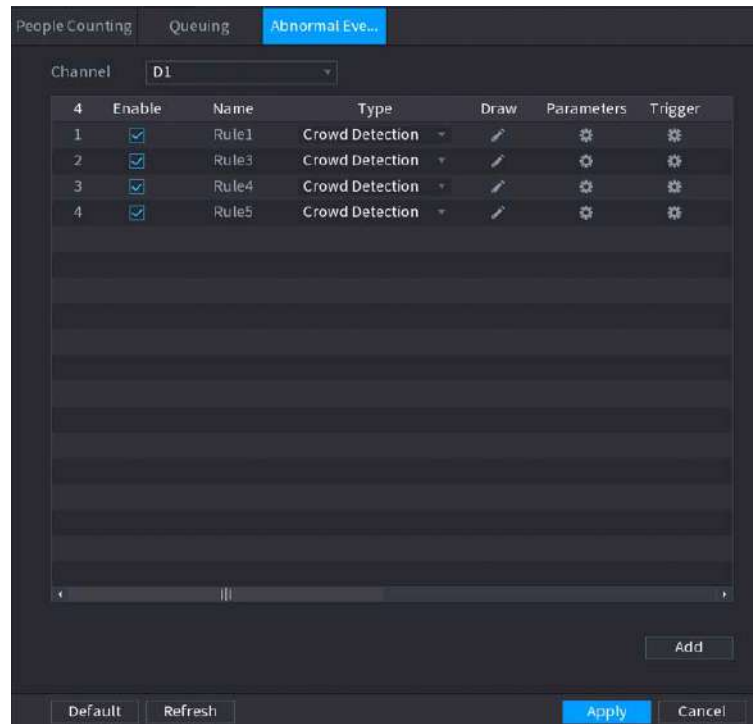 People Counting Queuing Abnormal Eve...
Channel D1
4 Enable Name Type Draw Parameters Trigger
1 Rule1 Crowd Detection
2 Rule3 Crowd Detection
3 Rule4 Crowd Detection
4 Rule5 Crowd Detection
Add
Default Refresh Apply Cancel